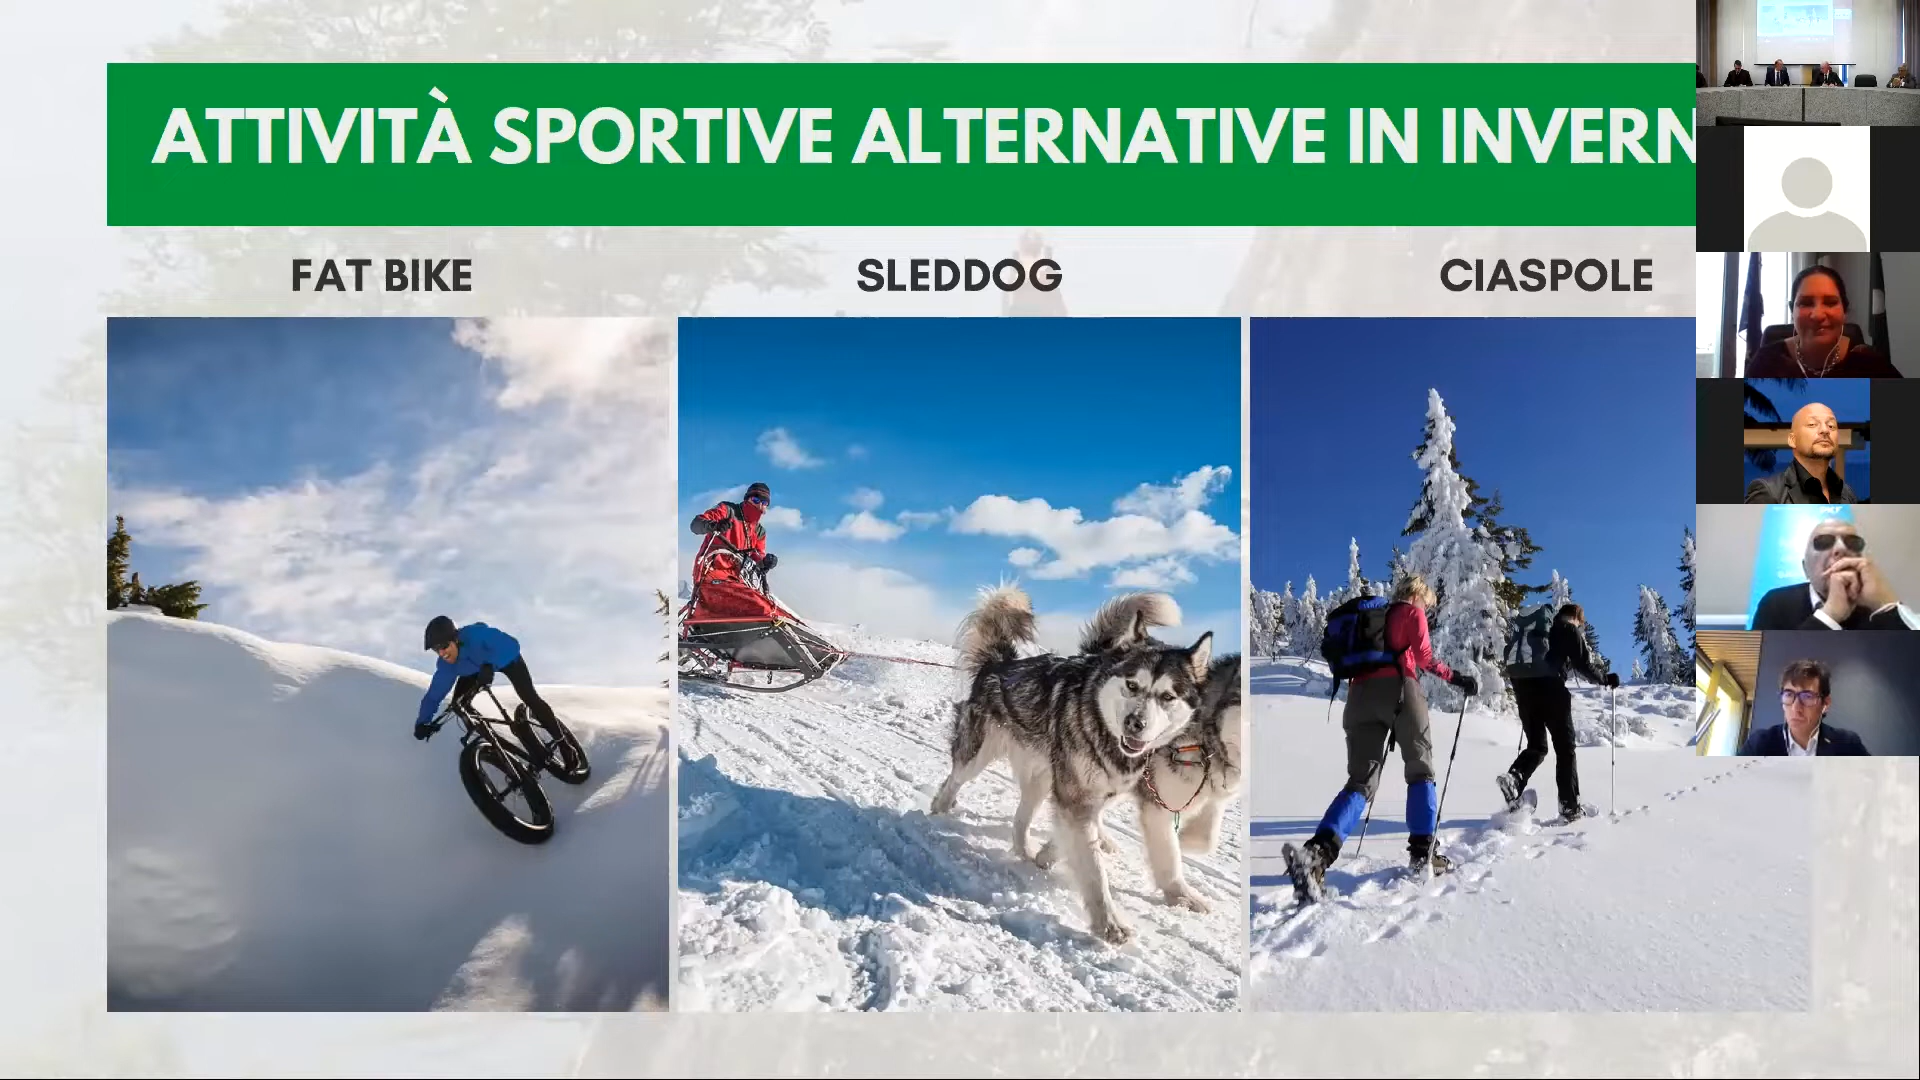 ATTIVITÀ SPORTIVE ALTERNATIVE IN INVERN
FAT BIKE
SLEDDOG
CIASPOLE